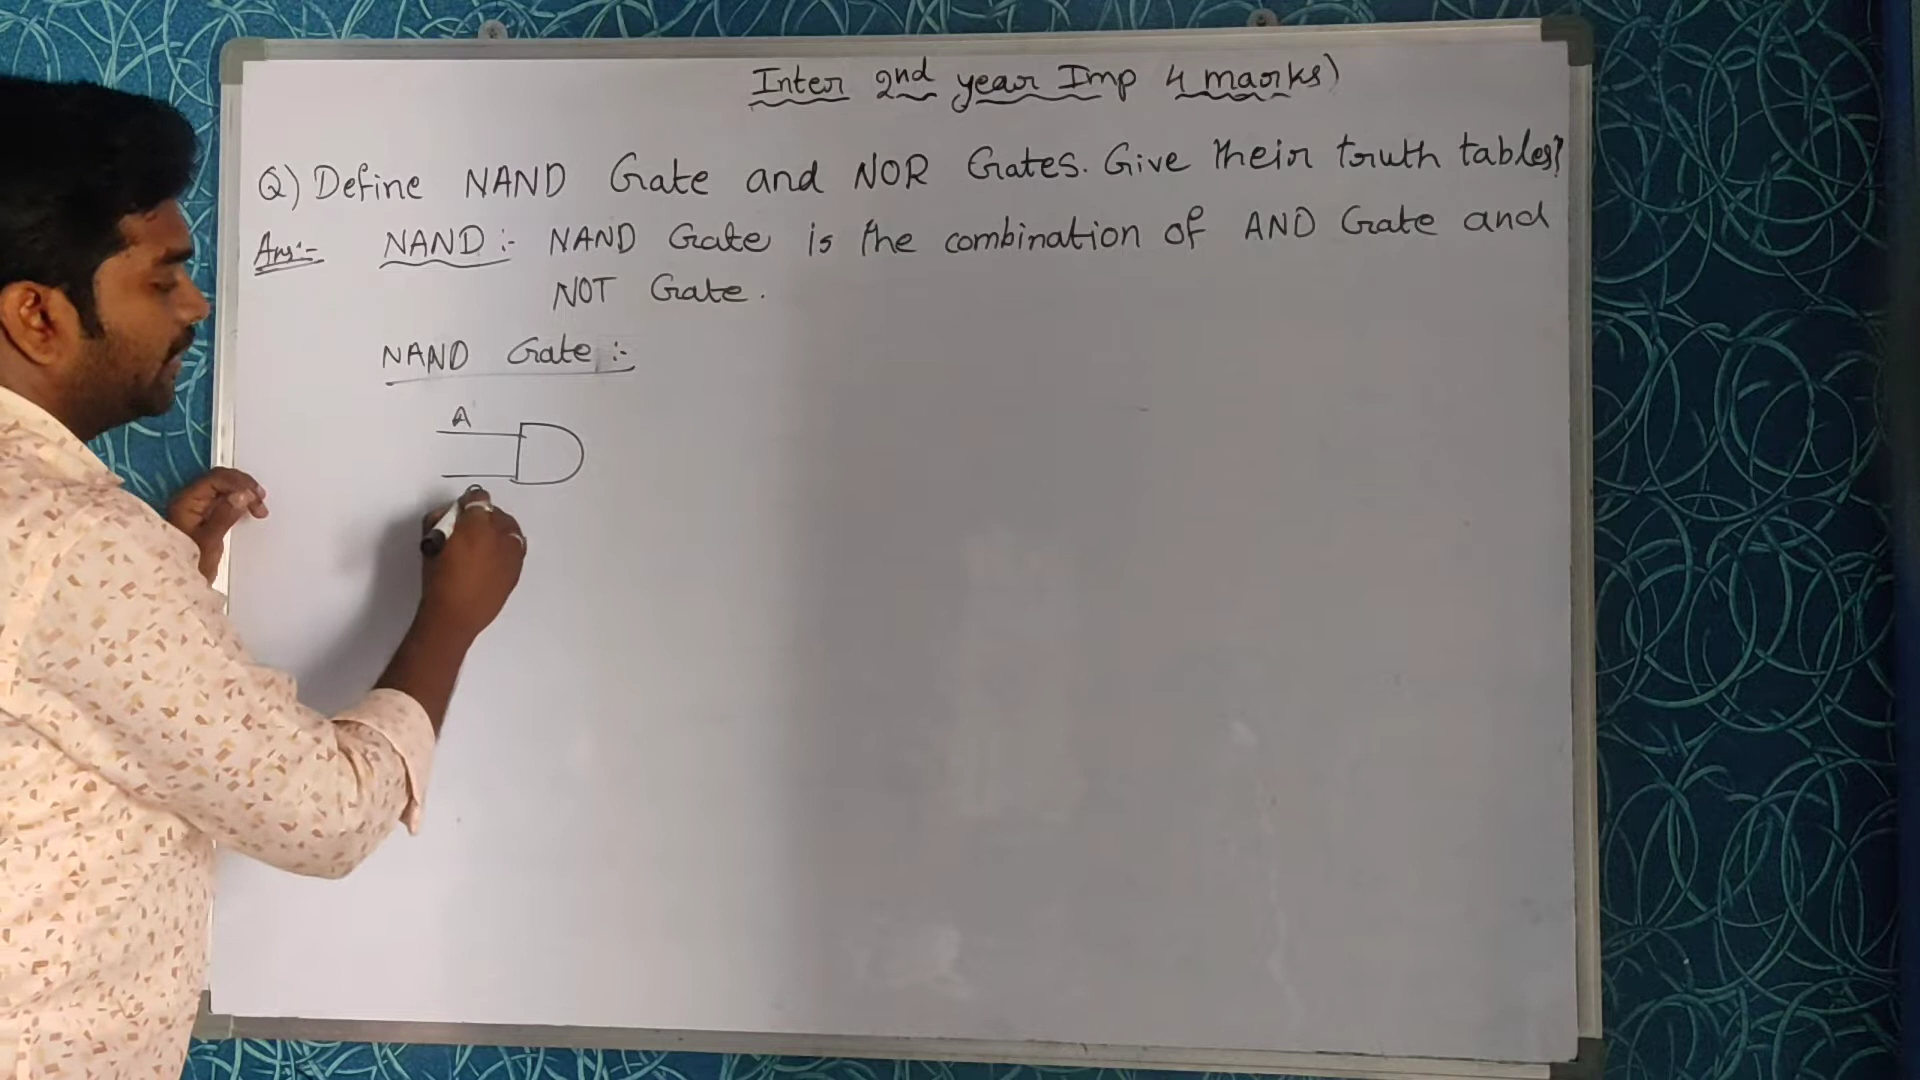 Inter 2nd year Imp 4 marks)
Q) Define NAND Gate and NOR Gates. Give their truth tables?
Ans:- NAND :- NAND Gate is the combination of AND Gate and
NOT Gate.
NAND Gate :-
A